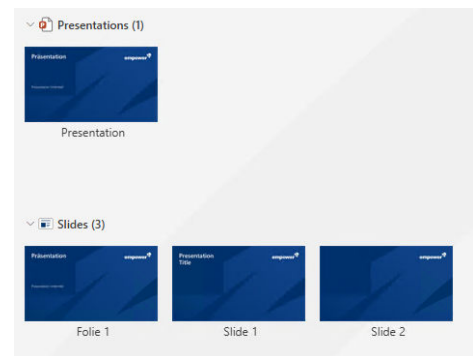 Presentations (1)
Präsentation
empower
Presentation
Slides (3)
Präsentation
empower
Presentation
Title
empower
empower
Folie 1
Slide 1
Slide 2